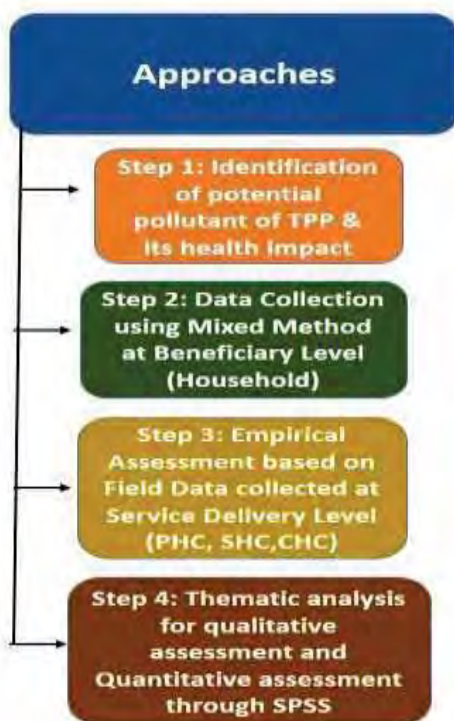 Approaches
Step 1: Identification
of potential
pollutant of TPP &
its health impact
Step 2: Data Collection
using Mixed Method
at Beneficiary Level
(Household)
Step 3: Empirical
Assessment based on
Field Data collected at
Service Delivery Level
(PHC, SHC,CHC)
Step 4: Thematic analysis
for qualitative
assessment and
Quantitative assessment
through SPSS